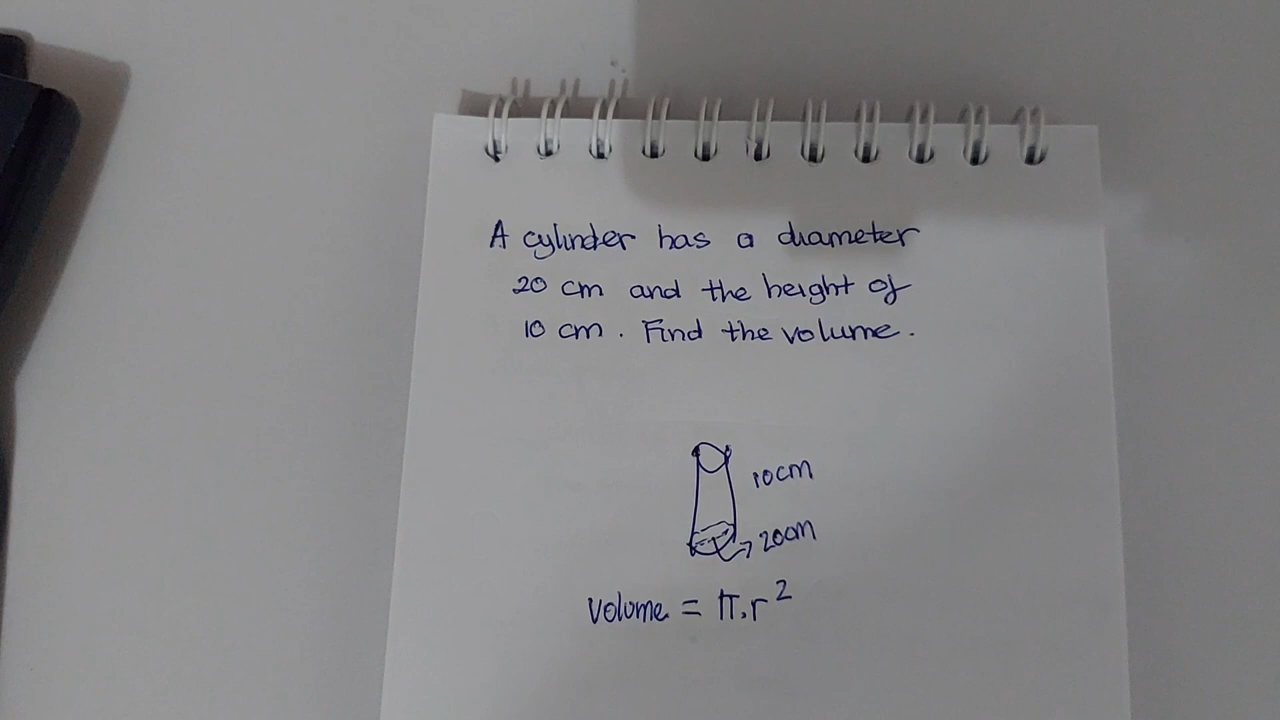 A cylinder has a diameter
20 cm and the height of
10 cm. Find the volume.
10cm
20cm
Volume = π.r²